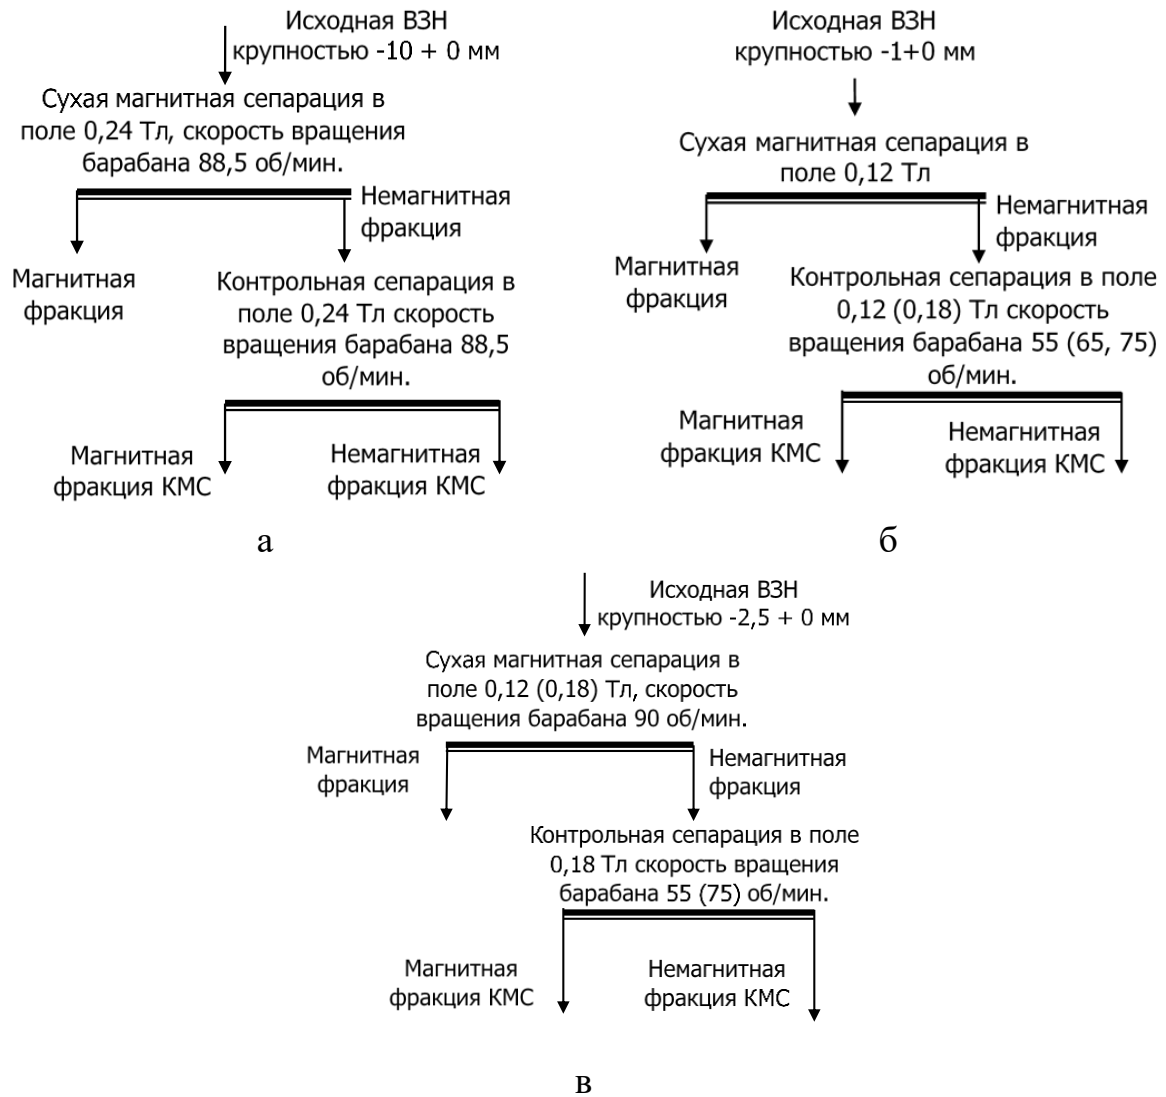 Исходная ВЗН
крупностью -10 + 0 мм
Сухая магнитная сепарация в
поле 0,24 Тл, скорость вращения
барабана 88,5 об/мин.
Немагнитная
фракция
Магнитная
фракция
Контрольная сепарация в
поле 0,24 Тл скорость
вращения барабана 88,5
об/мин.
Магнитная
фракция КМС
Немагнитная
фракция КМС
а
Исходная ВЗН
крупностью -1+0 мм
Сухая магнитная сепарация в
поле 0,12 Тл
Немагнитная
фракция
Магнитная
фракция
Контрольная сепарация в поле
0,12 (0,18) Тл скорость
вращения барабана 55 (65, 75)
об/мин.
Магнитная
фракция КМС
Немагнитная
фракция КМС
б
Исходная ВЗН
крупностью -2,5 + 0 мм
Сухая магнитная сепарация в
поле 0,12 (0,18) Тл, скорость
вращения барабана 90 об/мин.
Магнитная
фракция
Немагнитная
фракция
Контрольная сепарация в поле
0,18 Тл скорость вращения
барабана 55 (75) об/мин.
Магнитная
фракция КМС
Немагнитная
фракция КМС
в